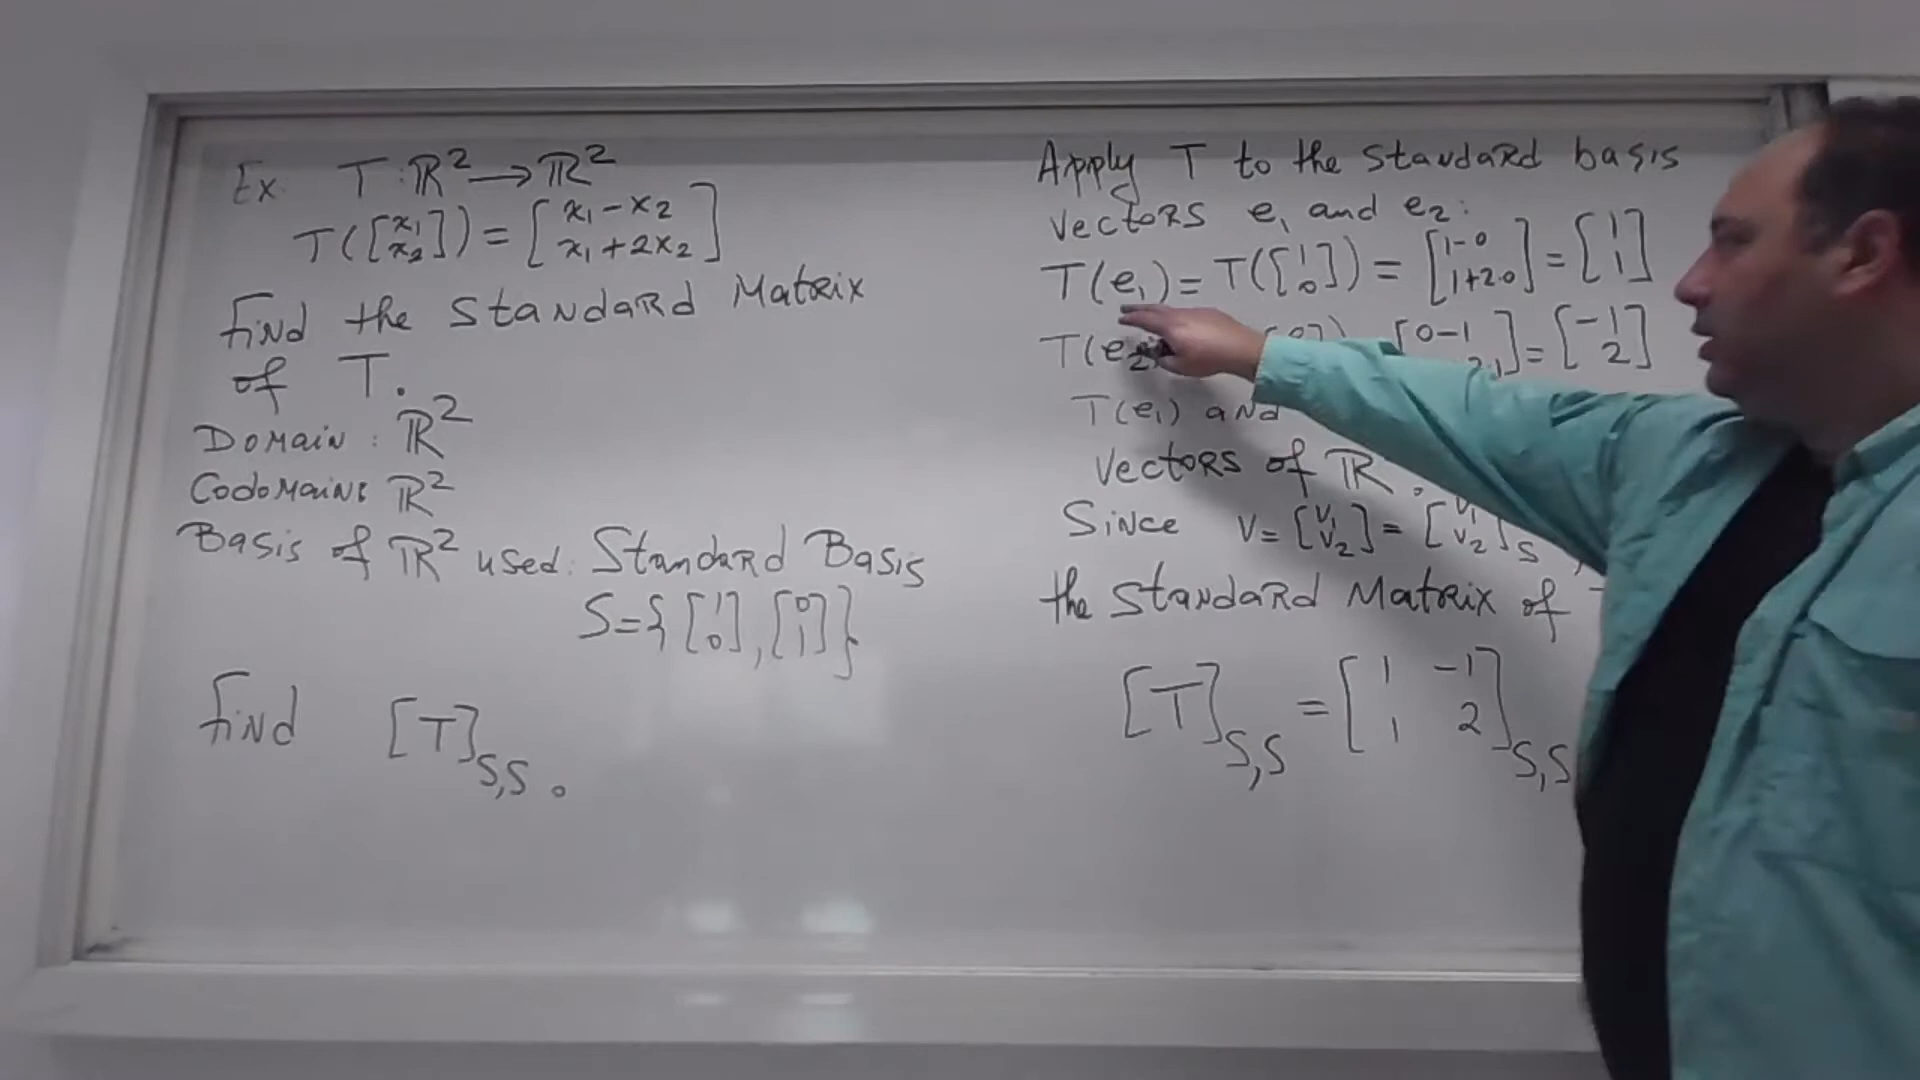 Ex. T: ℝ² → ℝ²
T([x₁ x₂]) = [x₁ - x₂ x₁ + 2x₂]
Find the Standard Matrix
of T.
Domain: ℝ²
Codomain: ℝ²
Basis of ℝ² used: Standard Basis
S = { [1 0], [0 1] }
Find [T]S,S.
Apply T to the standard basis
vectors e₁ and e₂:
T(e₁) = T([1 0]) = [1-0 1+2·0] = [1 1]
T(e₂ [0-1 = [-1 2]
T(e₁) and
vectors of ℝ
Since v = [v₁ v₂] = [v₁ v₂]S,
the standard Matrix of
[T]S,S = [1 -1 1 2]S,S